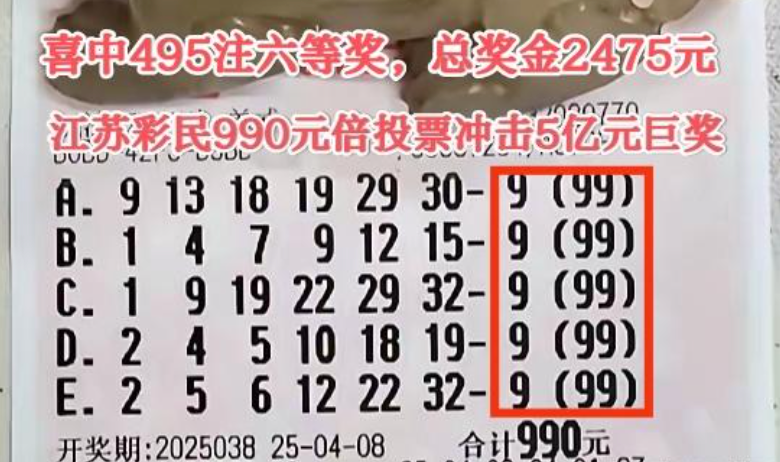 喜中495注六等奖，总奖金2475元
江苏彩民990元倍投票冲击5亿元巨奖
A. 9 13 18 19 29 30- 9 (99)
B. 1 4 7 9 12 15- 9 (99)
C. 1 9 19 22 29 32- 9 (99)
D. 2 4 5 10 18 19- 9 (99)
E. 2 5 6 12 22 32- 9 (99)
开奖期:2025038 25-04-08 合计990元